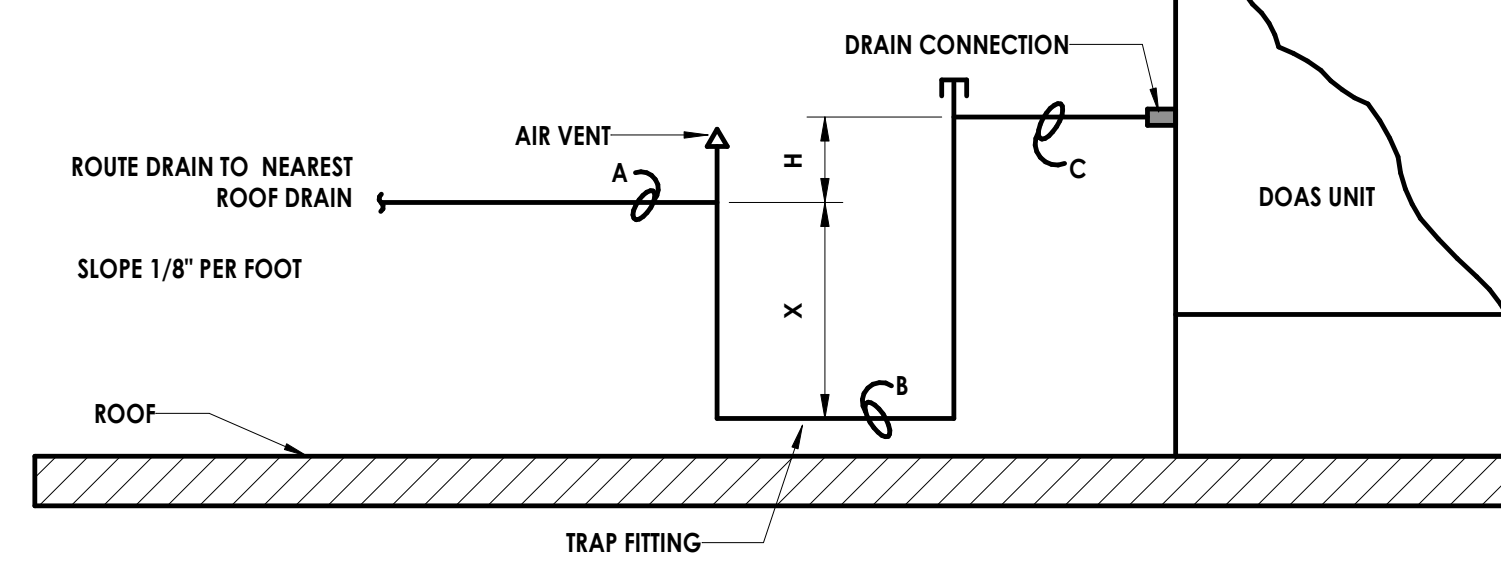 DRAIN CONNECTION
AIR VENT
ROUTE DRAIN TO NEAREST
ROOF DRAIN
A
H
C
DOAS UNIT
SLOPE 1/8" PER FOOT
X
B
ROOF
TRAP FITTING